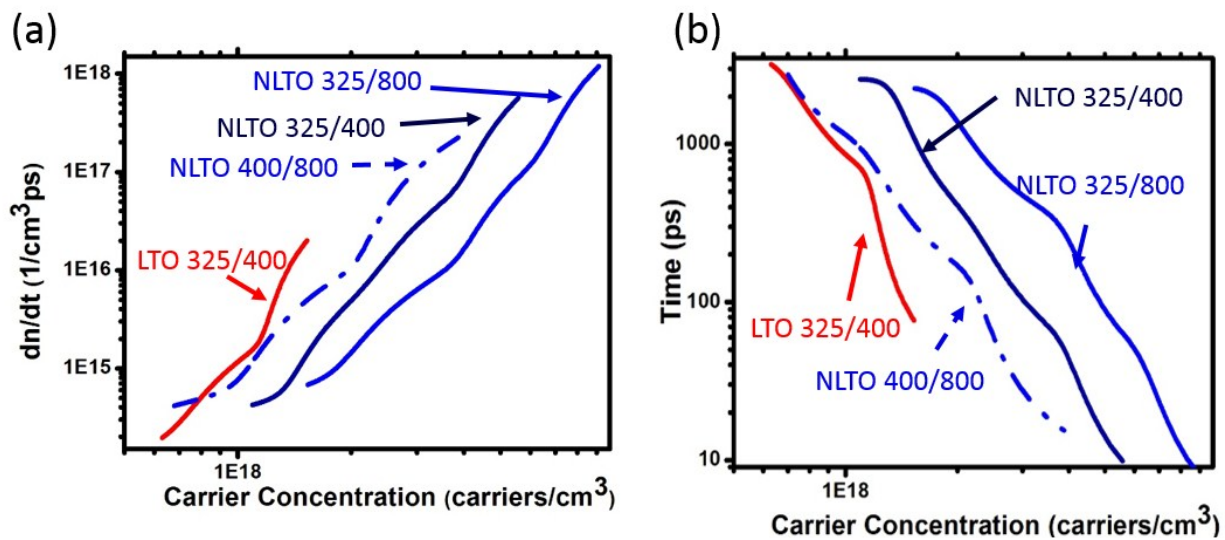 (a)
1E18
1E17
1E16
1E15
dn/dt (1/cm³ps)
NLTO 325/800
NLTO 325/400
NLTO 400/800
LTO 325/400
1E18
Carrier Concentration (carriers/cm³)
(b)
1000
100
10
Time (ps)
NLTO 325/400
NLTO 325/800
LTO 325/400
NLTO 400/800
1E18
Carrier Concentration (carriers/cm³)